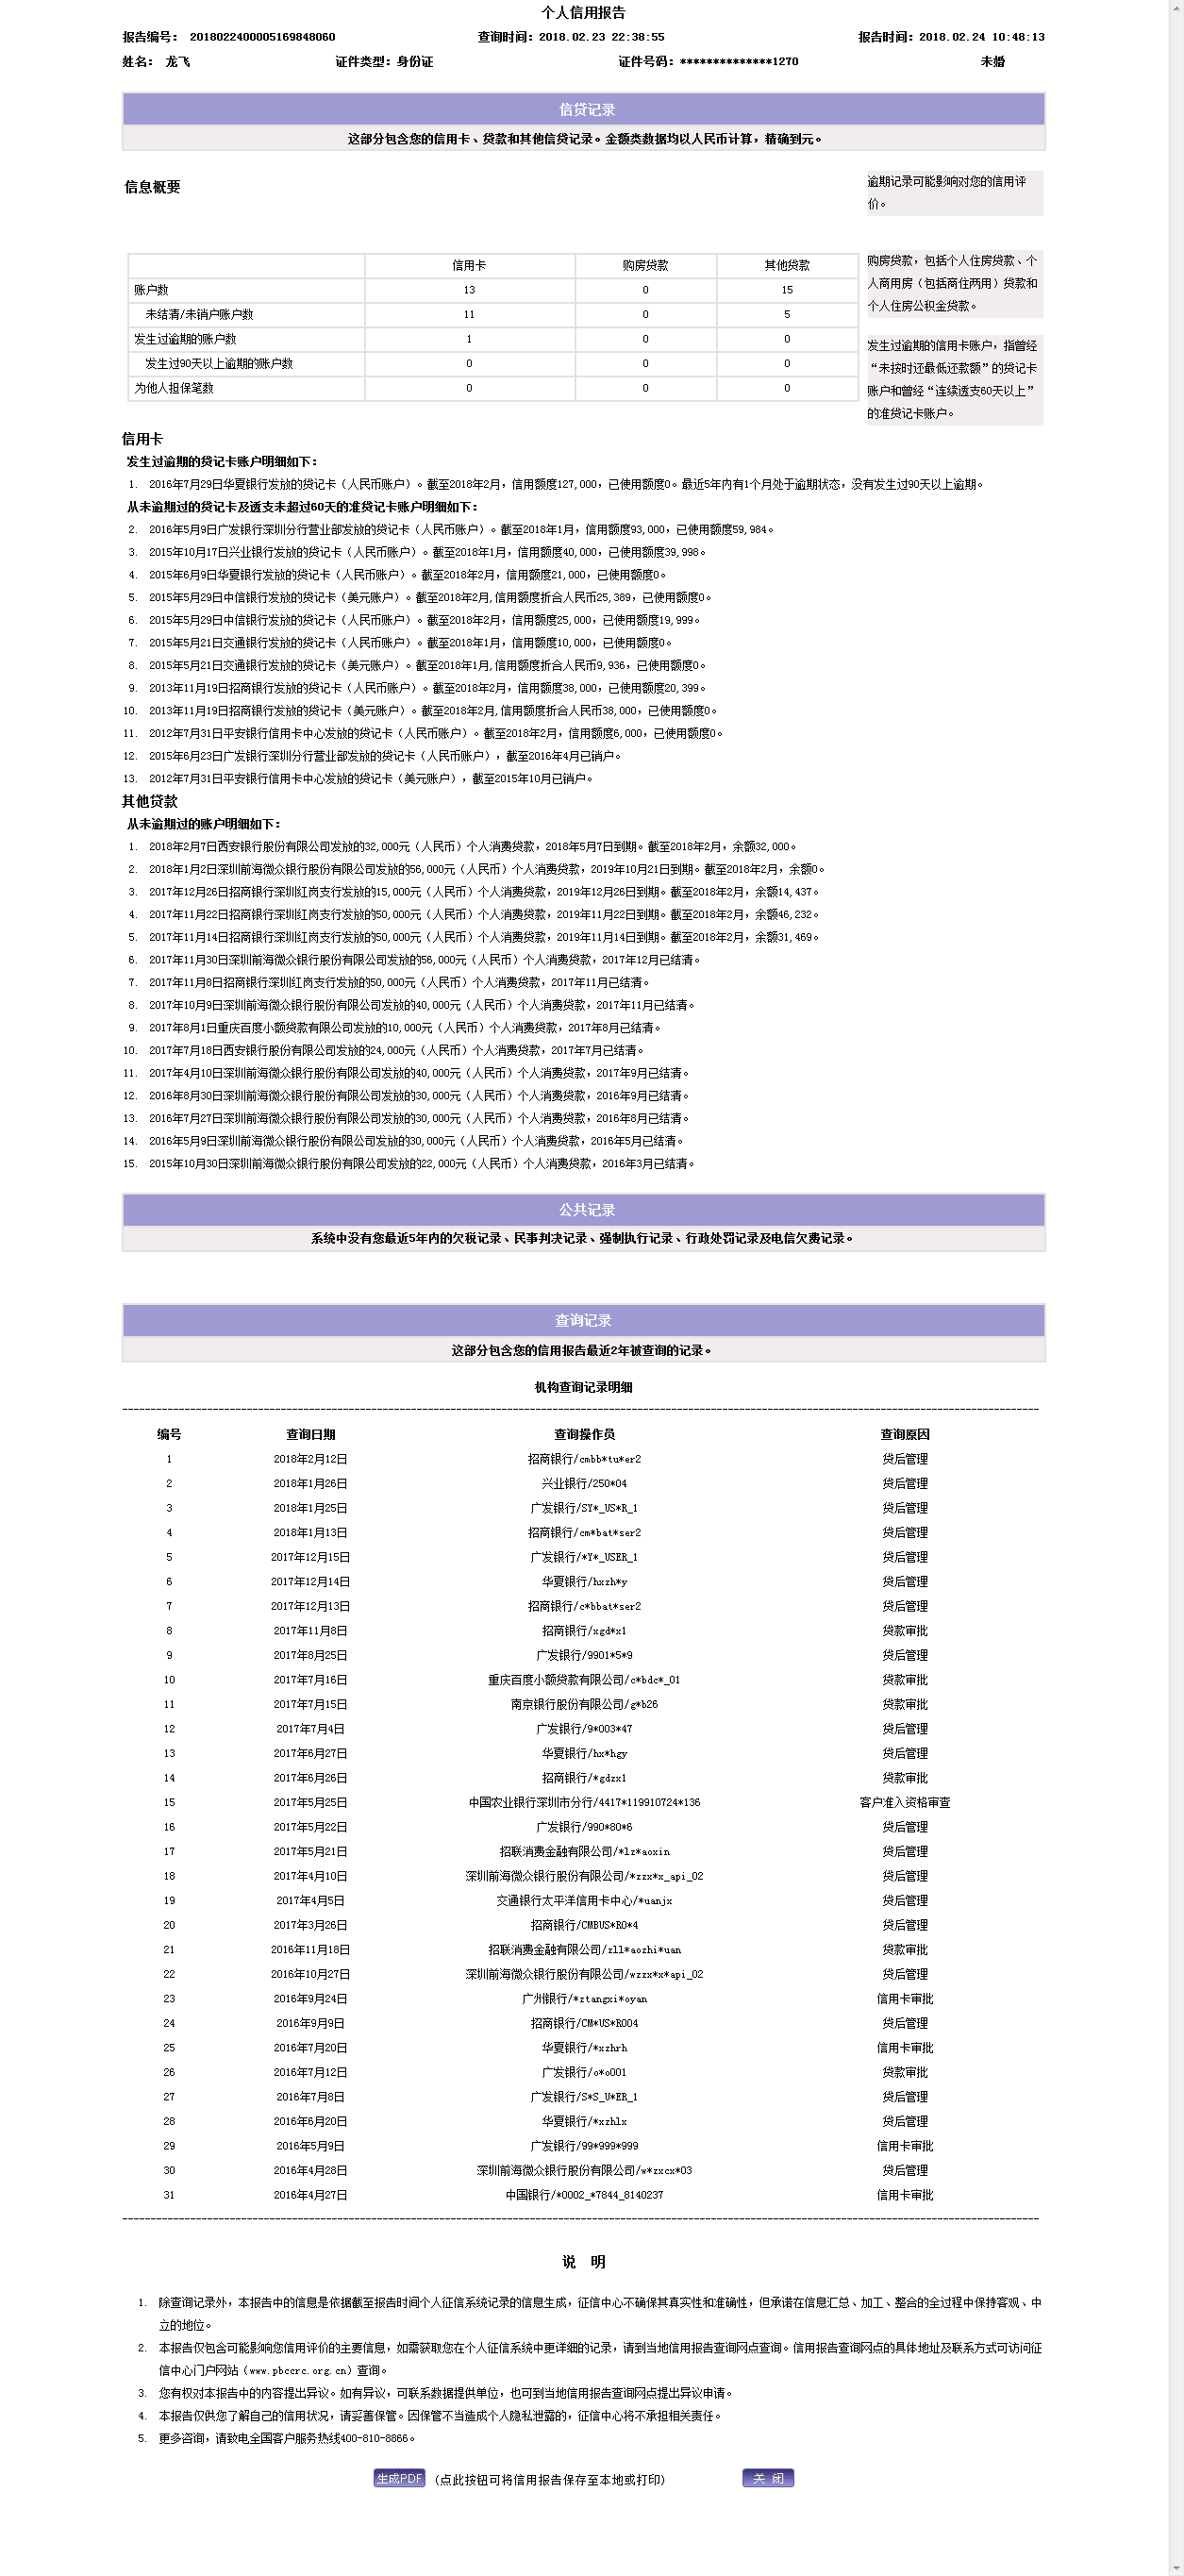 个人信用报告
报告编号： 2018022400005169848060 查询时间：2018.02.23 22:38:55 报告时间：2018.02.24 10:48:13
姓名： 龙飞 证件类型：身份证 证件号码：**************1270 未婚
信贷记录
这部分包含您的信用卡、贷款和其他信贷记录。金额类数据均以人民币计算，精确到元。
信息概要
逾期记录可能影响对您的信用评
价。
信用卡 购房贷款 其他贷款
账户数 13 0 15
未结清/未销户账户数 11 0 5
发生过逾期的账户数 1 0 0
发生过90天以上逾期的账户数 0 0 0
为他人担保笔数 0 0 0
购房贷款，包括个人住房贷款、个
人商用房（包括商住两用）贷款和
个人住房公积金贷款。
发生过逾期的信用卡账户，指曾经
“未按时还最低还款额”的贷记卡
账户和曾经“连续透支60天以上”
的准贷记卡账户。
信用卡
发生过逾期的贷记卡账户明细如下：
1. 2016年7月29日华夏银行发放的贷记卡（人民币账户）。截至2018年2月，信用额度127,000，已使用额度0。最近5年内有1个月处于逾期状态，没有发生过90天以上逾期。
从未逾期过的贷记卡及透支未超过60天的准贷记卡账户明细如下：
2. 2016年5月9日广发银行深圳分行营业部发放的贷记卡（人民币账户）。截至2018年1月，信用额度93,000，已使用额度59,984。
3. 2015年10月17日兴业银行发放的贷记卡（人民币账户）。截至2018年1月，信用额度40,000，已使用额度39,998。
4. 2015年6月9日华夏银行发放的贷记卡（人民币账户）。截至2018年2月，信用额度21,000，已使用额度0。
5. 2015年5月29日中信银行发放的贷记卡（美元账户）。截至2018年2月,信用额度折合人民币25,389，已使用额度0。
6. 2015年5月29日中信银行发放的贷记卡（人民币账户）。截至2018年2月，信用额度25,000，已使用额度19,999。
7. 2015年5月21日交通银行发放的贷记卡（人民币账户）。截至2018年1月，信用额度10,000，已使用额度0。
8. 2015年5月21日交通银行发放的贷记卡（美元账户）。截至2018年1月,信用额度折合人民币9,936，已使用额度0。
9. 2013年11月19日招商银行发放的贷记卡（人民币账户）。截至2018年2月，信用额度38,000，已使用额度20,399。
10. 2013年11月19日招商银行发放的贷记卡（美元账户）。截至2018年2月,信用额度折合人民币38,000，已使用额度0。
11. 2012年7月31日平安银行信用卡中心发放的贷记卡（人民币账户）。截至2018年2月，信用额度6,000，已使用额度0。
12. 2015年6月23日广发银行深圳分行营业部发放的贷记卡（人民币账户），截至2016年4月已销户。
13. 2012年7月31日平安银行信用卡中心发放的贷记卡（美元账户），截至2015年10月已销户。
其他贷款
从未逾期过的账户明细如下：
1. 2018年2月7日西安银行股份有限公司发放的32,000元（人民币）个人消费贷款，2018年5月7日到期。截至2018年2月，余额32,000。
2. 2018年1月2日深圳前海微众银行股份有限公司发放的56,000元（人民币）个人消费贷款，2019年10月21日到期。截至2018年2月，余额0。
3. 2017年12月26日招商银行深圳红岗支行发放的15,000元（人民币）个人消费贷款，2019年12月26日到期。截至2018年2月，余额14,437。
4. 2017年11月22日招商银行深圳红岗支行发放的50,000元（人民币）个人消费贷款，2019年11月22日到期。截至2018年2月，余额46,232。
5. 2017年11月14日招商银行深圳红岗支行发放的50,000元（人民币）个人消费贷款，2019年11月14日到期。截至2018年2月，余额31,469。
6. 2017年11月30日深圳前海微众银行股份有限公司发放的56,000元（人民币）个人消费贷款，2017年12月已结清。
7. 2017年11月8日招商银行深圳红岗支行发放的50,000元（人民币）个人消费贷款，2017年11月已结清。
8. 2017年10月9日深圳前海微众银行股份有限公司发放的40,000元（人民币）个人消费贷款，2017年11月已结清。
9. 2017年8月1日重庆百度小额贷款有限公司发放的10,000元（人民币）个人消费贷款，2017年8月已结清。
10. 2017年7月18日西安银行股份有限公司发放的24,000元（人民币）个人消费贷款，2017年7月已结清。
11. 2017年4月10日深圳前海微众银行股份有限公司发放的40,000元（人民币）个人消费贷款，2017年9月已结清。
12. 2016年8月30日深圳前海微众银行股份有限公司发放的30,000元（人民币）个人消费贷款，2016年9月已结清。
13. 2016年7月27日深圳前海微众银行股份有限公司发放的30,000元（人民币）个人消费贷款，2016年8月已结清。
14. 2016年5月9日深圳前海微众银行股份有限公司发放的30,000元（人民币）个人消费贷款，2016年5月已结清。
15. 2015年10月30日深圳前海微众银行股份有限公司发放的22,000元（人民币）个人消费贷款，2016年3月已结清。
公共记录
系统中没有您最近5年内的欠税记录、民事判决记录、强制执行记录、行政处罚记录及电信欠费记录。
查询记录
这部分包含您的信用报告最近2年被查询的记录。
机构查询记录明细
编号 查询日期 查询操作员 查询原因
1 2018年2月12日 招商银行/cmbb*tu*er2 贷后管理
2 2018年1月26日 兴业银行/250*04 贷后管理
3 2018年1月25日 广发银行/SY*_US*R_1 贷后管理
4 2018年1月13日 招商银行/cm*bat*ser2 贷后管理
5 2017年12月15日 广发银行/*Y*_USER_1 贷后管理
6 2017年12月14日 华夏银行/hxzh*y 贷后管理
7 2017年12月13日 招商银行/c*bbat*ser2 贷后管理
8 2017年11月8日 招商银行/xgd*x1 贷款审批
9 2017年8月25日 广发银行/9901*5*9 贷后管理
10 2017年7月16日 重庆百度小额贷款有限公司/c*bdc*_01 贷款审批
11 2017年7月15日 南京银行股份有限公司/g*b26 贷款审批
12 2017年7月4日 广发银行/9*003*47 贷后管理
13 2017年6月27日 华夏银行/hx*hgy 贷后管理
14 2017年6月26日 招商银行/*gdzx1 贷款审批
15 2017年5月25日 中国农业银行深圳市分行/4417*119910724*136 客户准入资格审查
16 2017年5月22日 广发银行/990*80*6 贷后管理
17 2017年5月21日 招联消费金融有限公司/*lz*aoxin 贷后管理
18 2017年4月10日 深圳前海微众银行股份有限公司/*zzx*x_api_02 贷后管理
19 2017年4月5日 交通银行太平洋信用卡中心/*uanjx 贷后管理
20 2017年3月26日 招商银行/CMBUS*R0*4 贷后管理
21 2016年11月18日 招联消费金融有限公司/zll*aozhi*uan 贷款审批
22 2016年10月27日 深圳前海微众银行股份有限公司/wzzx*x*api_02 贷后管理
23 2016年9月24日 广州银行/*ztangxi*oyan 信用卡审批
24 2016年9月9日 招商银行/CM*US*R004 贷后管理
25 2016年7月20日 华夏银行/*xzhrh 信用卡审批
26 2016年7月12日 广发银行/o*o001 贷款审批
27 2016年7月8日 广发银行/S*S_U*ER_1 贷后管理
28 2016年6月20日 华夏银行/*xzhlx 贷后管理
29 2016年5月9日 广发银行/99*999*999 信用卡审批
30 2016年4月28日 深圳前海微众银行股份有限公司/w*zxcx*03 贷后管理
31 2016年4月27日 中国银行/*0002_*7844_8140237 信用卡审批
说 明
1. 除查询记录外，本报告中的信息是依据截至报告时间个人征信系统记录的信息生成，征信中心不确保其真实性和准确性，但承诺在信息汇总、加工、整合的全过程中保持客观、中
立的地位。
2. 本报告仅包含可能影响您信用评价的主要信息，如需获取您在个人征信系统中更详细的记录，请到当地信用报告查询网点查询。信用报告查询网点的具体地址及联系方式可访问征
信中心门户网站（www.pbccrc.org.cn）查询。
3. 您有权对本报告中的内容提出异议。如有异议，可联系数据提供单位，也可到当地信用报告查询网点提出异议申请。
4. 本报告仅供您了解自己的信用状况，请妥善保管。因保管不当造成个人隐私泄露的，征信中心将不承担相关责任。
5. 更多咨询，请致电全国客户服务热线400-810-8866。
生成PDF (点此按钮可将信用报告保存至本地或打印) 关 闭